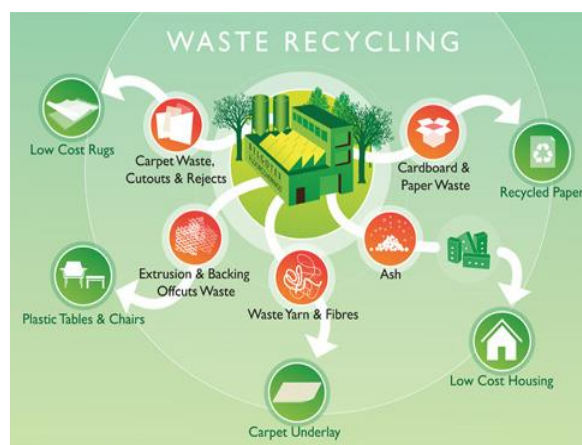 WASTE RECYCLING
Low Cost Rugs
Carpet Waste,
Cutouts & Rejects
Cardboard &
Paper Waste
Recycled Paper
Extrusion & Backing
Offcuts Waste
Ash
Waste Yarn & Fibres
Plastic Tables & Chairs
Low Cost Housing
Carpet Underlay